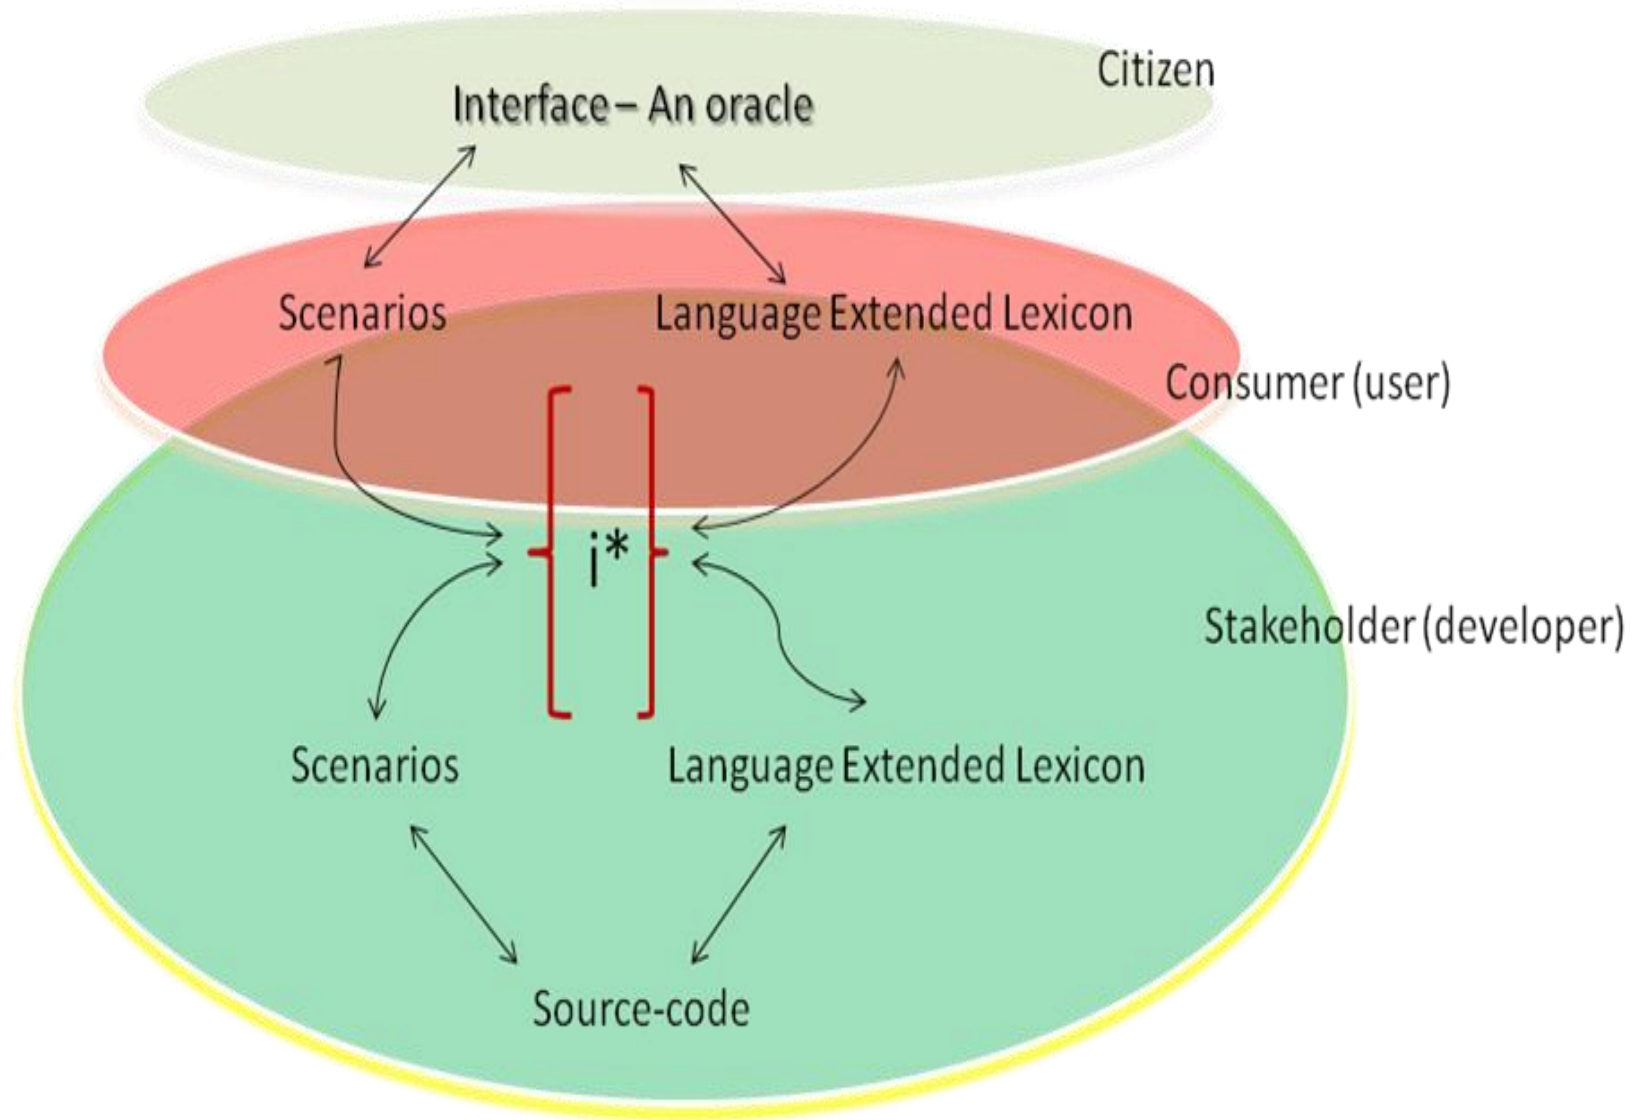 Citizen
Interface – An oracle
Scenarios
Language Extended Lexicon
Consumer (user)
i*
Stakeholder (developer)
Scenarios
Language Extended Lexicon
Source-code